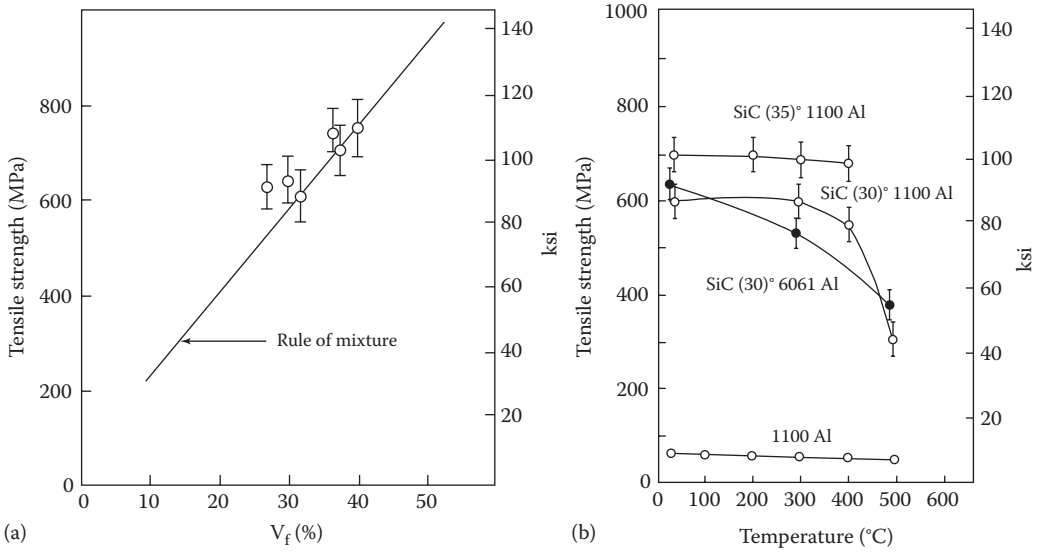 800
600
400
200
0
0
10
20
30
40
50
Tensile strength (MPa)
V_f (%)
140
120
100
80
60
40
20
ksi
Rule of mixture
(a)
1000
800
600
400
200
0
0
100
200
300
400
500
600
Tensile strength (MPa)
Temperature (°C)
140
120
100
80
60
40
20
ksi
SiC (35)° 1100 Al
SiC (30)° 1100 Al
SiC (30)° 6061 Al
1100 Al
(b)